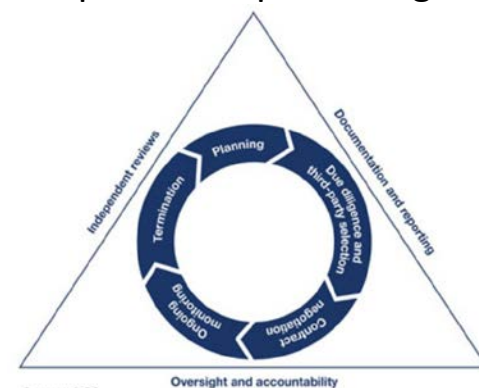 Independent reviews
Documentation and reporting
Planning
Due diligence and
third-party selection
Contract
negotiation
Ongoing
monitoring
Termination
Oversight and accountability